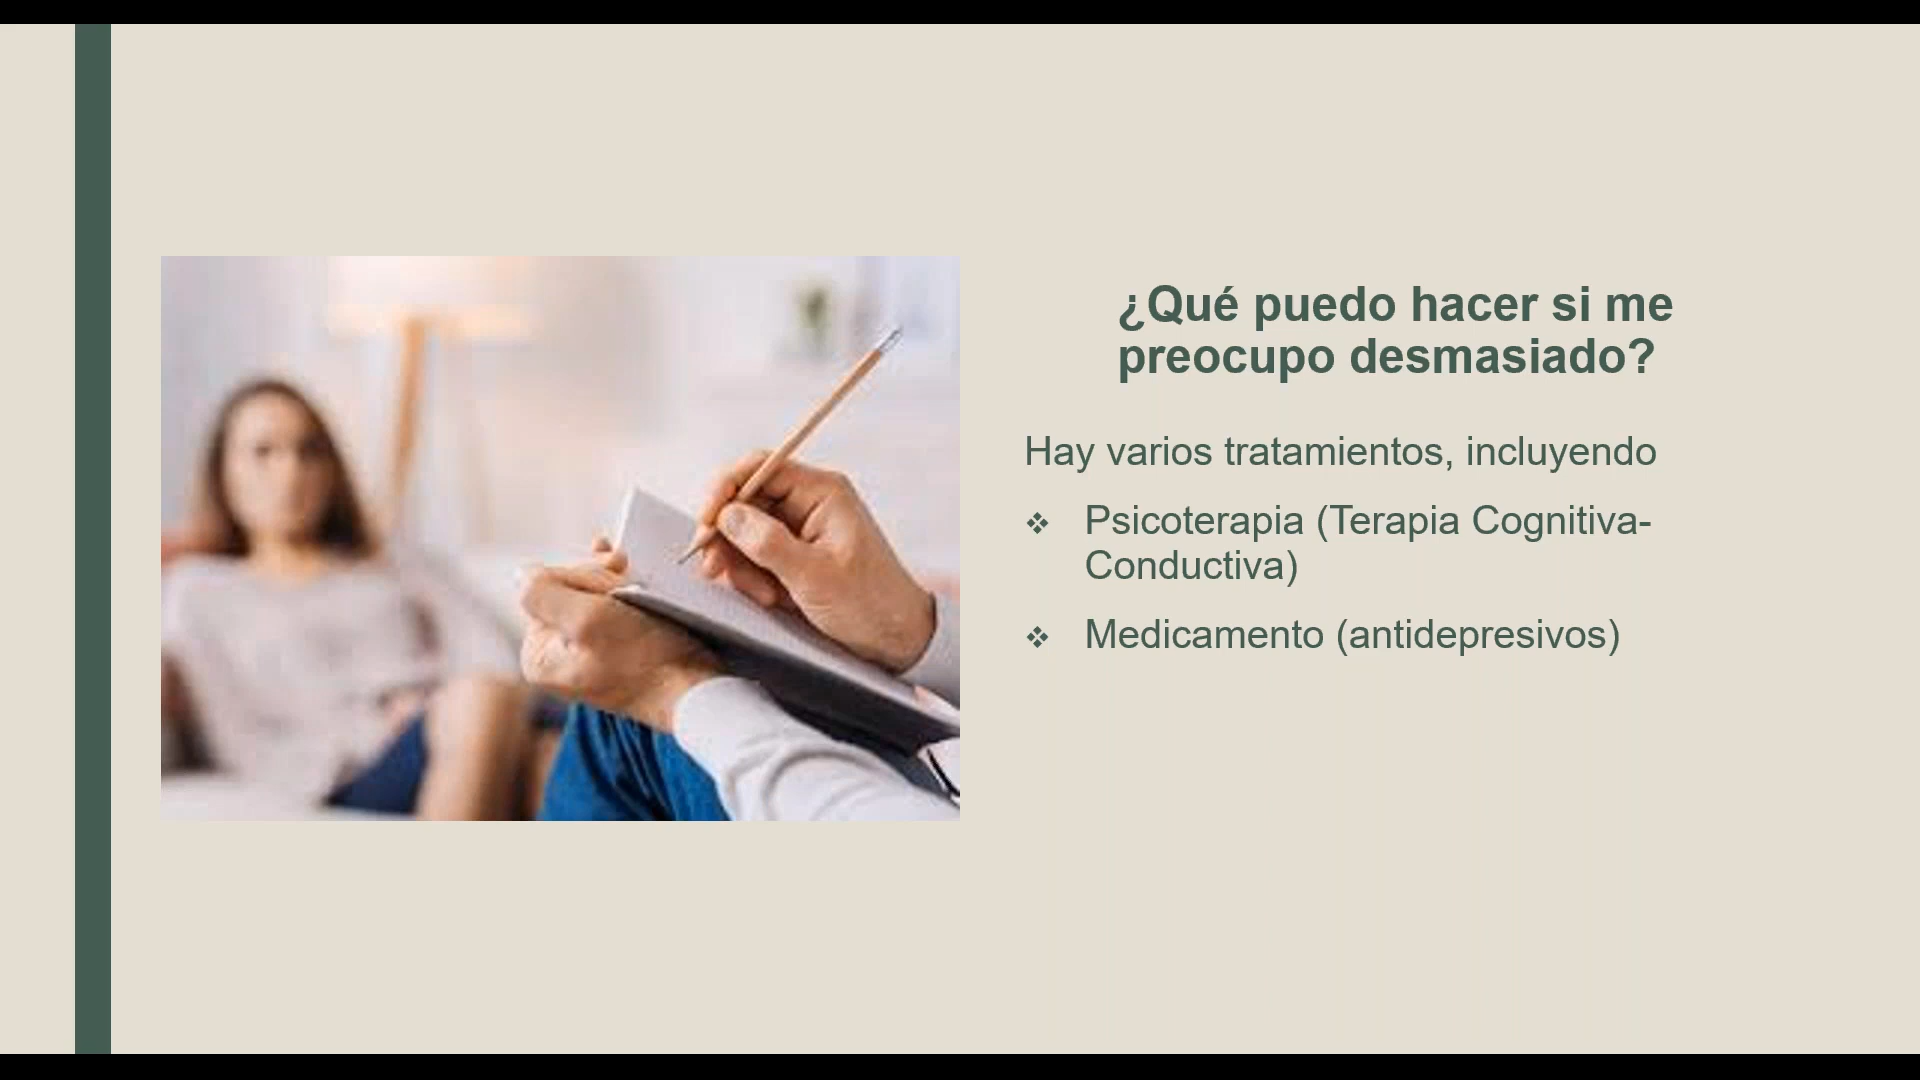 ¿Qué puedo hacer si me
preocupo desmasiado?
Hay varios tratamientos, incluyendo
❖ Psicoterapia (Terapia Cognitiva-
Conductiva)
❖ Medicamento (antidepresivos)